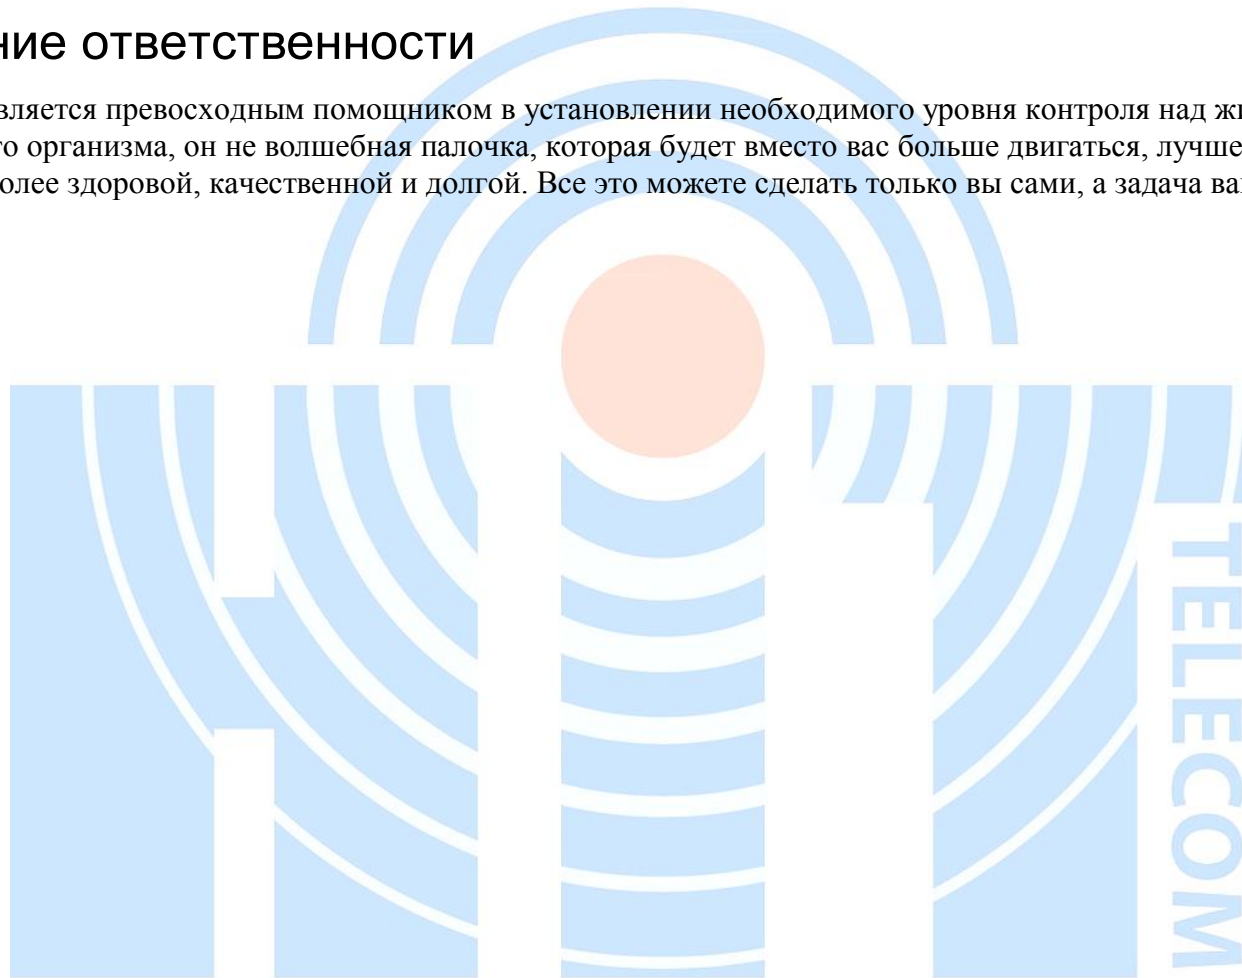 ние ответственности
вляется превосходным помощником в установлении необходимого уровня контроля над жи
го организма, он не волшебная палочка, которая будет вместо вас больше двигаться, лучше
олее здоровой, качественной и долгой. Все это можете сделать только вы сами, а задача ва
TELECOM